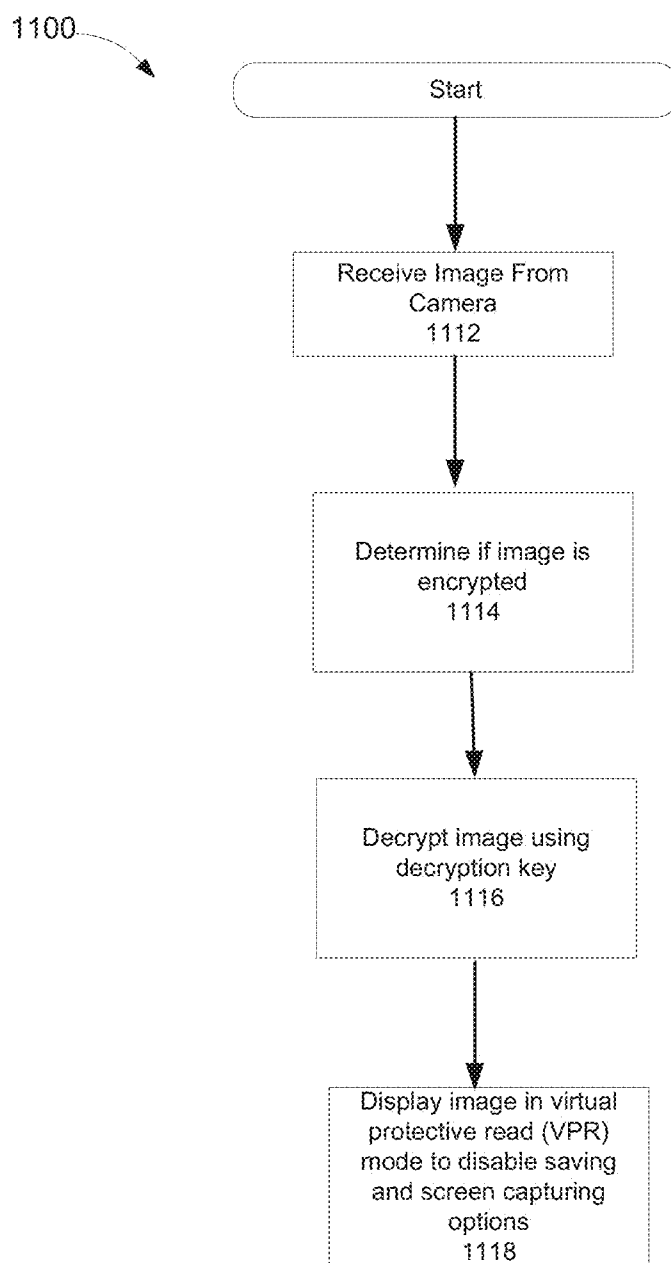 1100
Start
Receive Image From
Camera
1112
Determine if image is
encrypted
1114
Decrypt image using
decryption key
1116
Display image in virtual
protective read (VPR)
mode to disable saving
and screen capturing
options
1118